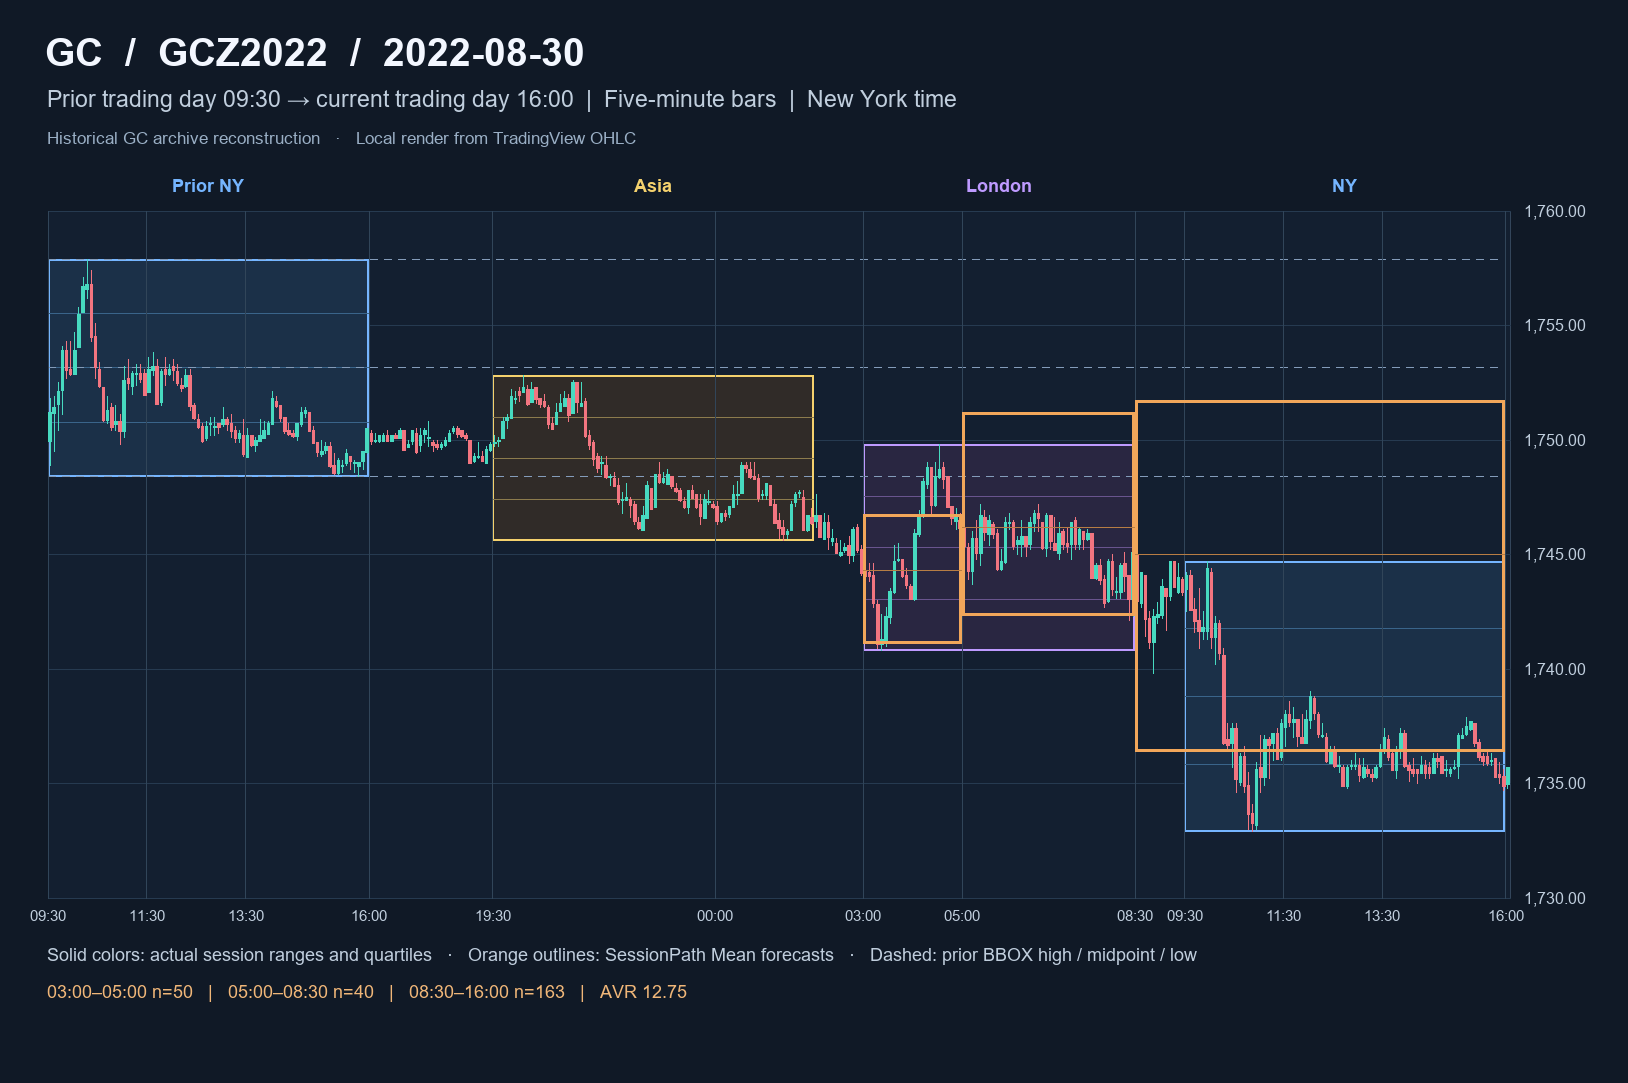 GC / GCZ2022 / 2022-08-30
Prior trading day 09:30 → current trading day 16:00 | Five-minute bars | New York time
Historical GC archive reconstruction · Local render from TradingView OHLC
Prior NY Asia London NY
1,760.00
1,755.00
1,750.00
1,745.00
1,740.00
1,735.00
1,730.00
09:30 11:30 13:30 16:00 19:30 00:00 03:00 05:00 08:30 09:30 11:30 13:30 16:00
Solid colors: actual session ranges and quartiles · Orange outlines: SessionPath Mean forecasts · Dashed: prior BBOX high / midpoint / low
03:00–05:00 n=50 | 05:00–08:30 n=40 | 08:30–16:00 n=163 | AVR 12.75